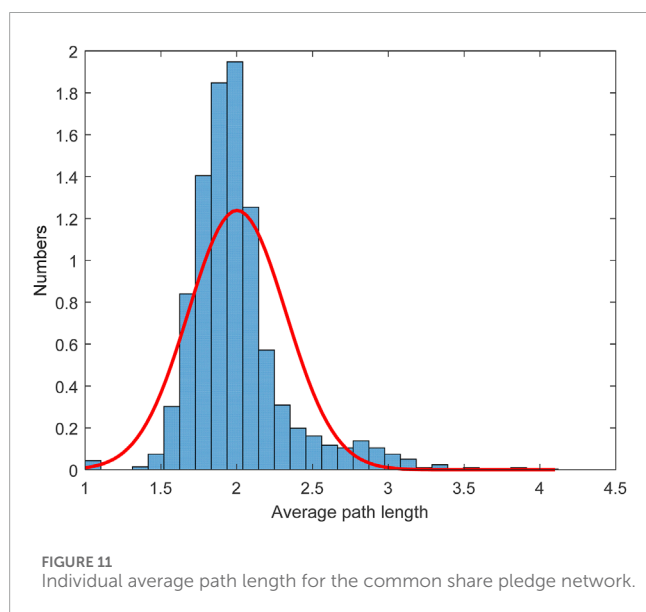 2
1.8
1.6
1.4
1.2
1
0.8
0.6
0.4
0.2
0
Numbers
1 1.5 2 2.5 3 3.5 4 4.5
Average path length
FIGURE 11
Individual average path length for the common share pledge network.